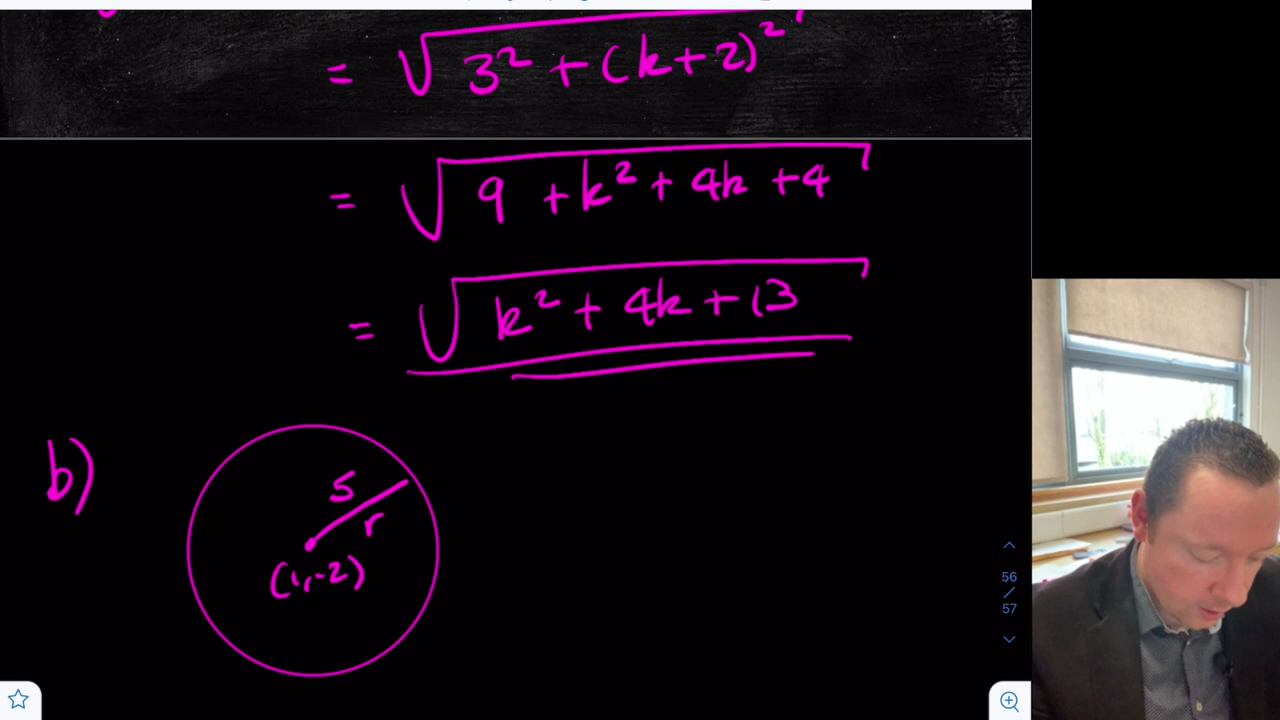 = √3² + (k+2)²
= √9 + k² + 4k + 4
= √k² + 4k + 13
b)
5
r
(1,-2)
56
/
57